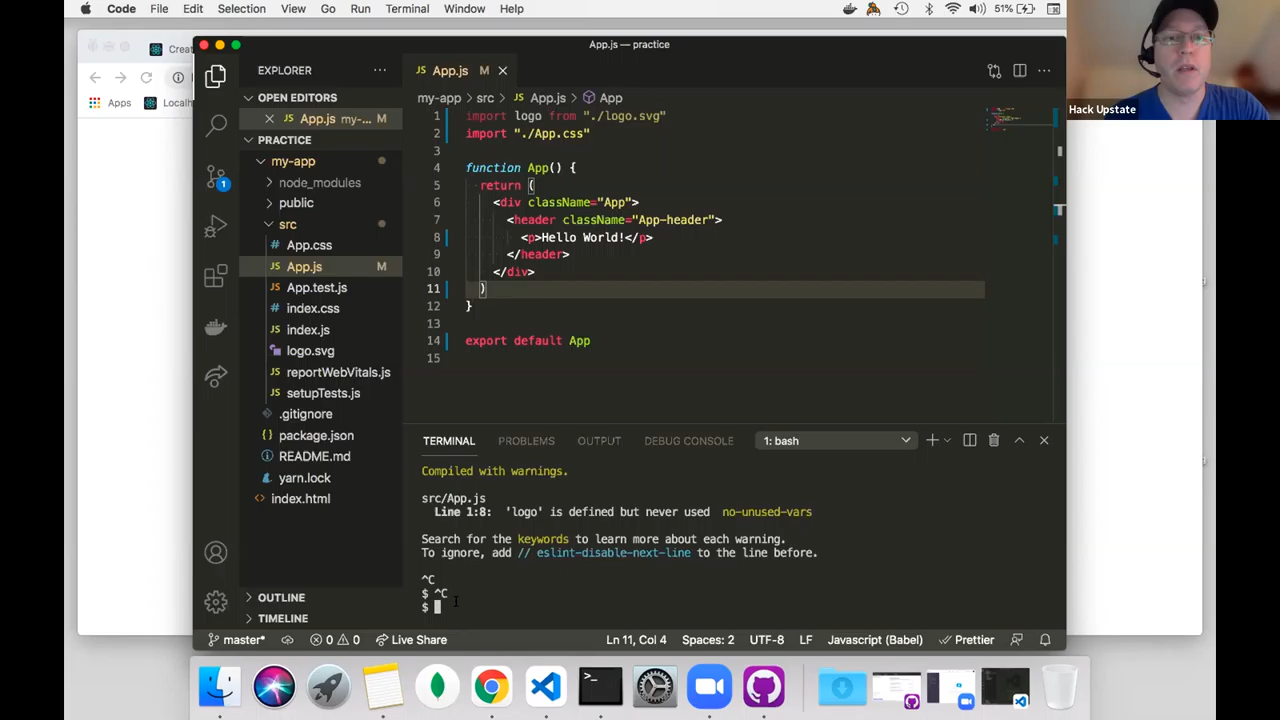 Code File Edit Selection View Go Run Terminal Window Help
51%
Hack Upstate
Creat
Apps Localh
App.js — practice
EXPLORER
OPEN EDITORS
App.js my-... M
PRACTICE
my-app
node_modules
public
src
App.css
App.js M
App.test.js
index.css
index.js
logo.svg
reportWebVitals.js
setupTests.js
.gitignore
package.json
README.md
yarn.lock
index.html
OUTLINE
TIMELINE
1
App.js M
my-app > src > JS App.js > App
1 import logo from "./logo.svg"
2 import "./App.css"
3
4 function App() {
5 return (
6 <div className="App">
7 <header className="App-header">
8 <p>Hello World!</p>
9 </header>
10 </div>
11 )
12 }
13
14 export default App
15
TERMINAL PROBLEMS OUTPUT DEBUG CONSOLE 1: bash
Compiled with warnings.
src/App.js
Line 1:8: 'logo' is defined but never used no-unused-vars
Search for the keywords to learn more about each warning.
To ignore, add // eslint-disable-next-line to the line before.
^C
$ ^C
$
master* 0 0 Live Share Ln 11, Col 4 Spaces: 2 UTF-8 LF Javascript (Babel) Prettier